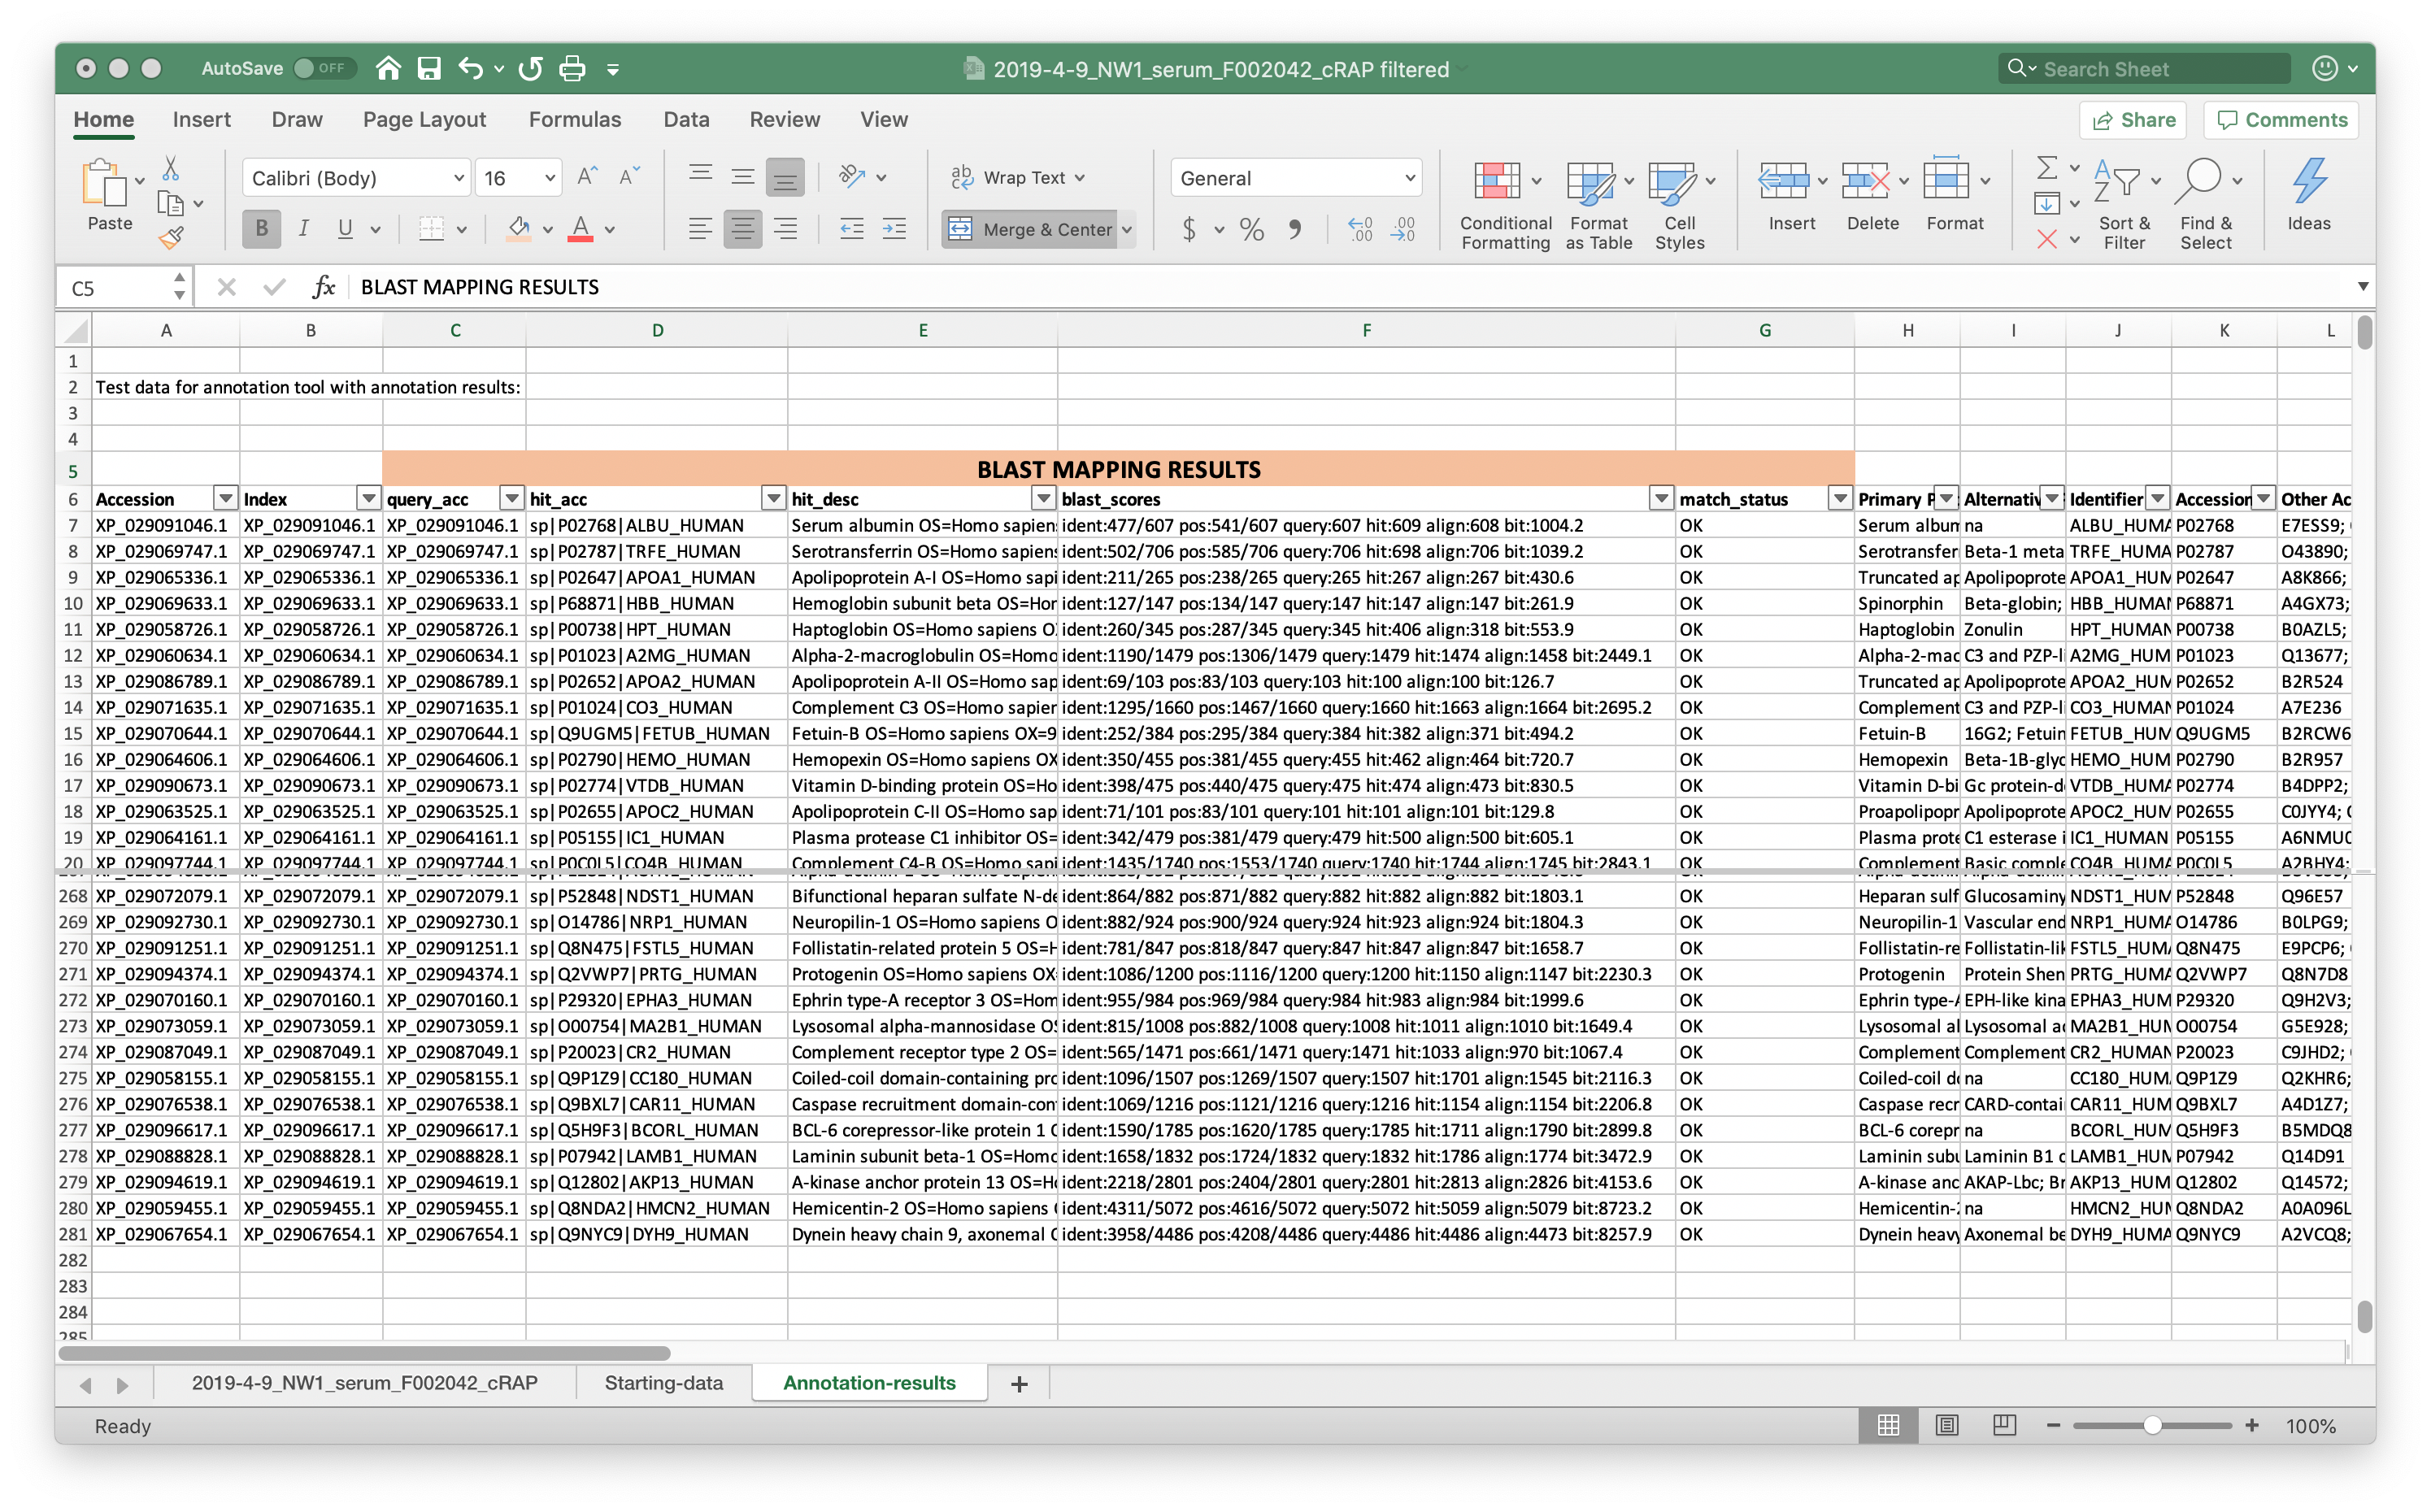 AutoSave OFF 2019-4-9_NW1_serum_F002042_cRAP filtered Search Sheet
Home Insert Draw Page Layout Formulas Data Review View Share Comments
Paste Calibri (Body) 16 A A ab Wrap Text General Conditional Formatting Format as Table Cell Styles Insert Delete Format Sort & Filter Find & Select Ideas
B I U A Merge & Center $ %
C5 fx BLAST MAPPING RESULTS
A B C D E F G H I J K L
1
2 Test data for annotation tool with annotation results:
3
4
5 BLAST MAPPING RESULTS
6 Accession Index query_acc hit_acc hit_desc blast_scores match_status Primary Alternativ Identifier Accession Other Ac
7 XP_029091046.1 XP_029091046.1 XP_029091046.1 sp|P02768|ALBU_HUMAN Serum albumin OS=Homo sapien ident:477/607 pos:541/607 query:607 hit:609 align:608 bit:1004.2 OK Serum album na ALBU_HUMA P02768 E7ESS9;
8 XP_029069747.1 XP_029069747.1 XP_029069747.1 sp|P02787|TRFE_HUMAN Serotransferrin OS=Homo sapiens ident:502/706 pos:585/706 query:706 hit:698 align:706 bit:1039.2 OK Serotransfer Beta-1 meta TRFE_HUMA P02787 O43890;
9 XP_029065336.1 XP_029065336.1 XP_029065336.1 sp|P02647|APOA1_HUMAN Apolipoprotein A-I OS=Homo sapi ident:211/265 pos:238/265 query:265 hit:267 align:267 bit:430.6 OK Truncated ap Apolipoprote APOA1_HUM P02647 A8K866;
10 XP_029069633.1 XP_029069633.1 XP_029069633.1 sp|P68871|HBB_HUMAN Hemoglobin subunit beta OS=Hor ident:127/147 pos:134/147 query:147 hit:147 align:147 bit:261.9 OK Spinorphin Beta-globin; HBB_HUMAN P68871 A4GX73;
11 XP_029058726.1 XP_029058726.1 XP_029058726.1 sp|P00738|HPT_HUMAN Haptoglobin OS=Homo sapiens O ident:260/345 pos:287/345 query:345 hit:406 align:318 bit:553.9 OK Haptoglobin Zonulin HPT_HUMAN P00738 B0AZL5;
12 XP_029060634.1 XP_029060634.1 XP_029060634.1 sp|P01023|A2MG_HUMAN Alpha-2-macroglobulin OS=Homo ident:1190/1479 pos:1306/1479 query:1479 hit:1474 align:1458 bit:2449.1 OK Alpha-2-mac C3 and PZP-li A2MG_HUM P01023 Q13677;
13 XP_029086789.1 XP_029086789.1 XP_029086789.1 sp|P02652|APOA2_HUMAN Apolipoprotein A-II OS=Homo sap ident:69/103 pos:83/103 query:103 hit:100 align:100 bit:126.7 OK Truncated ap Apolipoprote APOA2_HUM P02652 B2R524
14 XP_029071635.1 XP_029071635.1 XP_029071635.1 sp|P01024|CO3_HUMAN Complement C3 OS=Homo sapier ident:1295/1660 pos:1467/1660 query:1660 hit:1663 align:1664 bit:2695.2 OK Complement C3 and PZP-li CO3_HUMAN P01024 A7E236
15 XP_029070644.1 XP_029070644.1 XP_029070644.1 sp|Q9UGM5|FETUB_HUMAN Fetuin-B OS=Homo sapiens OX=9 ident:252/384 pos:295/384 query:384 hit:382 align:371 bit:494.2 OK Fetuin-B 16G2; Fetuin FETUB_HUM Q9UGM5 B2RCW6
16 XP_029064606.1 XP_029064606.1 XP_029064606.1 sp|P02790|HEMO_HUMAN Hemopexin OS=Homo sapiens OX ident:350/455 pos:381/455 query:455 hit:462 align:464 bit:720.7 OK Hemopexin Beta-1B-glyc HEMO_HUM P02790 B2R957
17 XP_029090673.1 XP_029090673.1 XP_029090673.1 sp|P02774|VTDB_HUMAN Vitamin D-binding protein OS=Ho ident:398/475 pos:440/475 query:475 hit:474 align:473 bit:830.5 OK Vitamin D-bi Gc protein-d VTDB_HUMA P02774 B4DPP2;
18 XP_029063525.1 XP_029063525.1 XP_029063525.1 sp|P02655|APOC2_HUMAN Apolipoprotein C-II OS=Homo sap ident:71/101 pos:83/101 query:101 hit:101 align:101 bit:129.8 OK Proapolipopr Apolipoprote APOC2_HUM P02655 C0JYY4;
19 XP_029064161.1 XP_029064161.1 XP_029064161.1 sp|P05155|IC1_HUMAN Plasma protease C1 inhibitor OS= ident:342/479 pos:381/479 query:479 hit:500 align:500 bit:605.1 OK Plasma prote C1 esterase i IC1_HUMAN P05155 A6NMU0
20 XP_029097744.1 XP_029097744.1 XP_029097744.1 sp|P0C0L5|CO4B_HUMAN Complement C4-B OS=Homo sapi ident:1435/1740 pos:1553/1740 query:1740 hit:1744 align:1745 bit:2843.1 OK Complement Basic comple CO4B_HUMA P0C0L5 A2BHY4;
268 XP_029072079.1 XP_029072079.1 XP_029072079.1 sp|P52848|NDST1_HUMAN Bifunctional heparan sulfate N-de ident:864/882 pos:871/882 query:882 hit:882 align:882 bit:1803.1 OK Heparan sulf Glucosaminy NDST1_HUM P52848 Q96E57
269 XP_029092730.1 XP_029092730.1 XP_029092730.1 sp|O14786|NRP1_HUMAN Neuropilin-1 OS=Homo sapiens O ident:882/924 pos:900/924 query:924 hit:923 align:924 bit:1804.3 OK Neuropilin-1 Vascular end NRP1_HUMA O14786 B0LPG9;
270 XP_029091251.1 XP_029091251.1 XP_029091251.1 sp|Q8N475|FSTL5_HUMAN Follistatin-related protein 5 OS=H ident:781/847 pos:818/847 query:847 hit:847 align:847 bit:1658.7 OK Follistatin-re Follistatin-lik FSTL5_HUMA Q8N475 E9PCP6;
271 XP_029094374.1 XP_029094374.1 XP_029094374.1 sp|Q2VWP7|PRTG_HUMAN Protogenin OS=Homo sapiens OX ident:1086/1200 pos:1116/1200 query:1200 hit:1150 align:1147 bit:2230.3 OK Protogenin Protein Shen PRTG_HUMA Q2VWP7 Q8N7D8
272 XP_029070160.1 XP_029070160.1 XP_029070160.1 sp|P29320|EPHA3_HUMAN Ephrin type-A receptor 3 OS=Hom ident:955/984 pos:969/984 query:984 hit:983 align:984 bit:1999.6 OK Ephrin type-A EPH-like kina EPHA3_HUM P29320 Q9H2V3;
273 XP_029073059.1 XP_029073059.1 XP_029073059.1 sp|O00754|MA2B1_HUMAN Lysosomal alpha-mannosidase OS ident:815/1008 pos:882/1008 query:1008 hit:1011 align:1010 bit:1649.4 OK Lysosomal al Lysosomal a MA2B1_HUM O00754 G5E928;
274 XP_029087049.1 XP_029087049.1 XP_029087049.1 sp|P20023|CR2_HUMAN Complement receptor type 2 OS= ident:565/1471 pos:661/1471 query:1471 hit:1033 align:970 bit:1067.4 OK Complement Complement CR2_HUMAN P20023 C9JHD2;
275 XP_029058155.1 XP_029058155.1 XP_029058155.1 sp|Q9P1Z9|CC180_HUMAN Coiled-coil domain-containing pro ident:1096/1507 pos:1269/1507 query:1507 hit:1701 align:1545 bit:2116.3 OK Coiled-coil d na CC180_HUM Q9P1Z9 Q2KHR6;
276 XP_029076538.1 XP_029076538.1 XP_029076538.1 sp|Q9BXL7|CAR11_HUMAN Caspase recruitment domain-con ident:1069/1216 pos:1121/1216 query:1216 hit:1154 align:1154 bit:2206.8 OK Caspase recr CARD-contai CAR11_HUM Q9BXL7 A4D1Z7;
277 XP_029096617.1 XP_029096617.1 XP_029096617.1 sp|Q5H9F3|BCORL_HUMAN BCL-6 corepressor-like protein 1 ident:1590/1785 pos:1620/1785 query:1785 hit:1711 align:1790 bit:2899.8 OK BCL-6 corepr na BCORL_HUM Q5H9F3 B5MDQ8
278 XP_029088828.1 XP_029088828.1 XP_029088828.1 sp|P07942|LAMB1_HUMAN Laminin subunit beta-1 OS=Homo ident:1658/1832 pos:1724/1832 query:1832 hit:1786 align:1774 bit:3472.9 OK Laminin subu Laminin B1 c LAMB1_HUM P07942 Q14D91
279 XP_029094619.1 XP_029094619.1 XP_029094619.1 sp|Q12802|AKP13_HUMAN A-kinase anchor protein 13 OS=Ho ident:2218/2801 pos:2404/2801 query:2801 hit:2813 align:2826 bit:4153.6 OK A-kinase anc AKAP-Lbc; Br AKP13_HUM Q12802 Q14572;
280 XP_029059455.1 XP_029059455.1 XP_029059455.1 sp|Q8NDA2|HMCN2_HUMAN Hemicentin-2 OS=Homo sapiens ident:4311/5072 pos:4616/5072 query:5072 hit:5059 align:5079 bit:8723.2 OK Hemicentin-2 na HMCN2_HUM Q8NDA2 A0A096L
281 XP_029067654.1 XP_029067654.1 XP_029067654.1 sp|Q9NYC9|DYH9_HUMAN Dynein heavy chain 9, axonemal ident:3958/4486 pos:4208/4486 query:4486 hit:4486 align:4473 bit:8257.9 OK Dynein heavy Axonemal be DYH9_HUMA Q9NYC9 A2VCQ8;
282
283
284
285
2019-4-9_NW1_serum_F002042_cRAP Starting-data Annotation-results +
Ready 100%